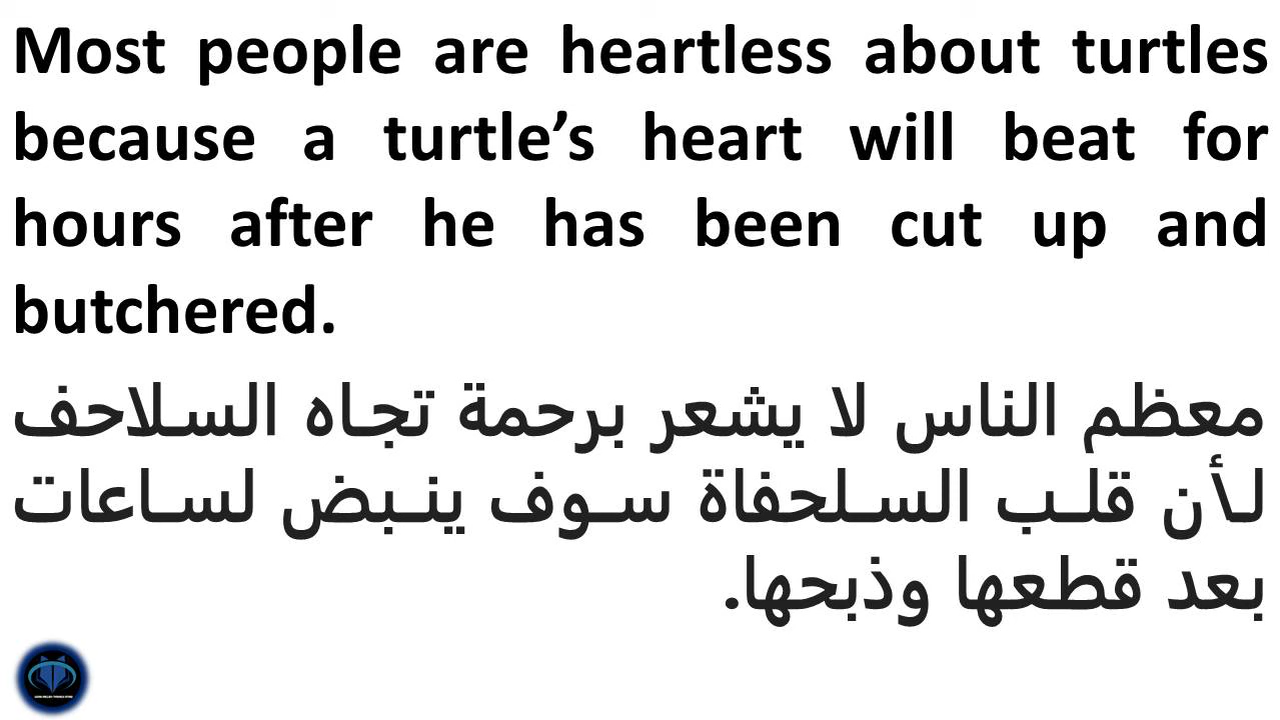 Most people are heartless about turtles
because a turtle’s heart will beat for
hours after he has been cut up and
butchered.
معظم الناس لا يشعر برحمة تجاه السلاحف
لأن قلب السلحفاة سوف ينبض لساعات
بعد قطعها وذبحها.